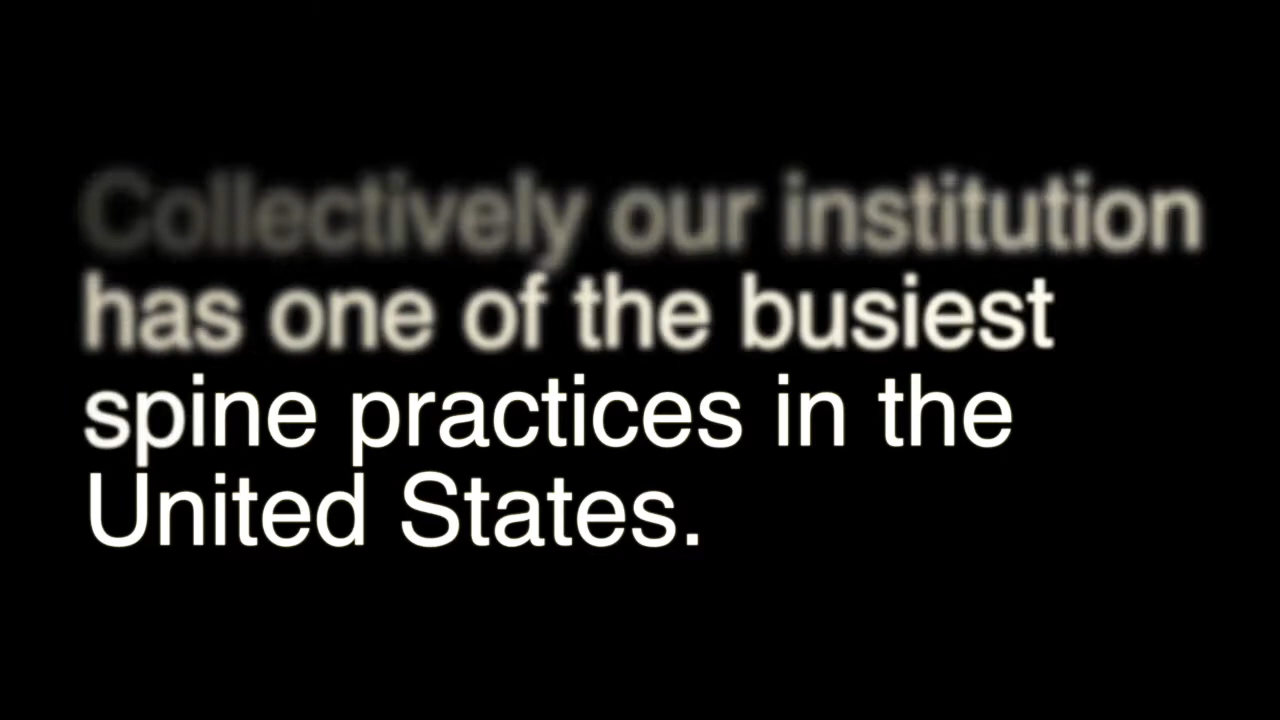 Collectively our institution
has one of the busiest
spine practices in the
United States.